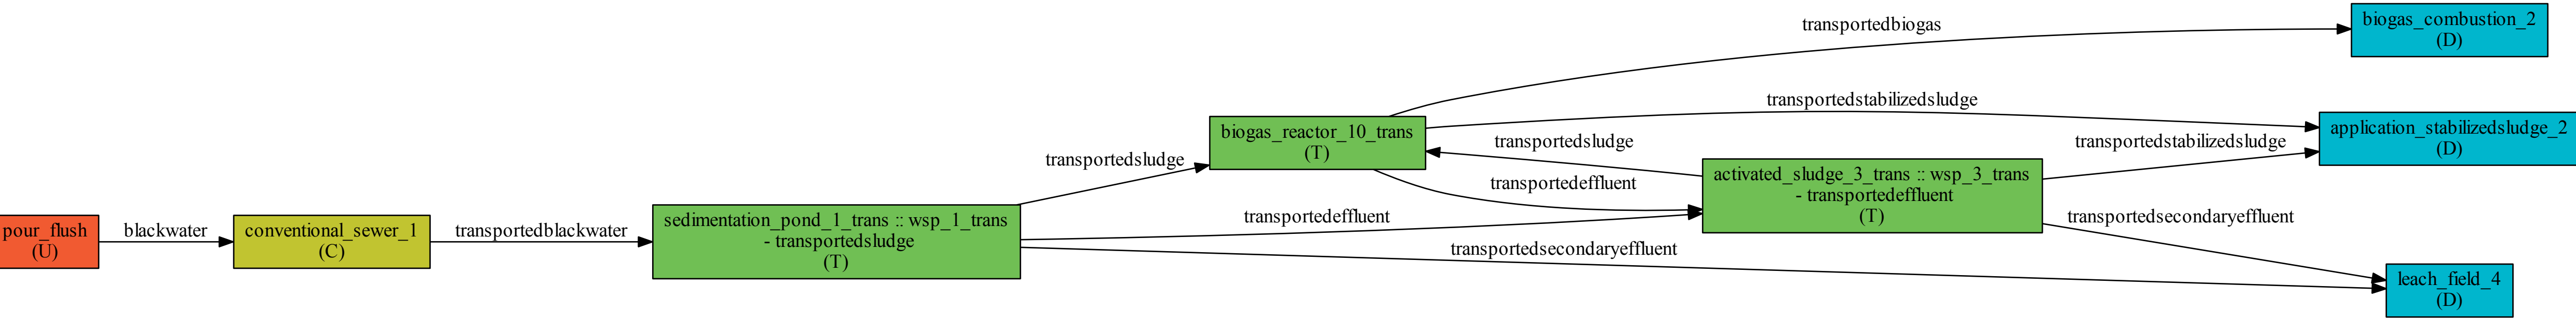 pour_flush
(U)
blackwater
conventional_sewer_1
(C)
transportedblackwater
sedimentation_pond_1_trans :: wsp_1_trans
- transportedsludge
(T)
transportedsludge
transportedeffluent
transportedsecondaryeffluent
biogas_reactor_10_trans
(T)
transportedbiogas
transportedstabilizedsludge
transportedsludge
transportedeffluent
activated_sludge_3_trans :: wsp_3_trans
- transportedeffluent
(T)
transportedstabilizedsludge
transportedsecondaryeffluent
biogas_combustion_2
(D)
application_stabilizedsludge_2
(D)
leach_field_4
(D)